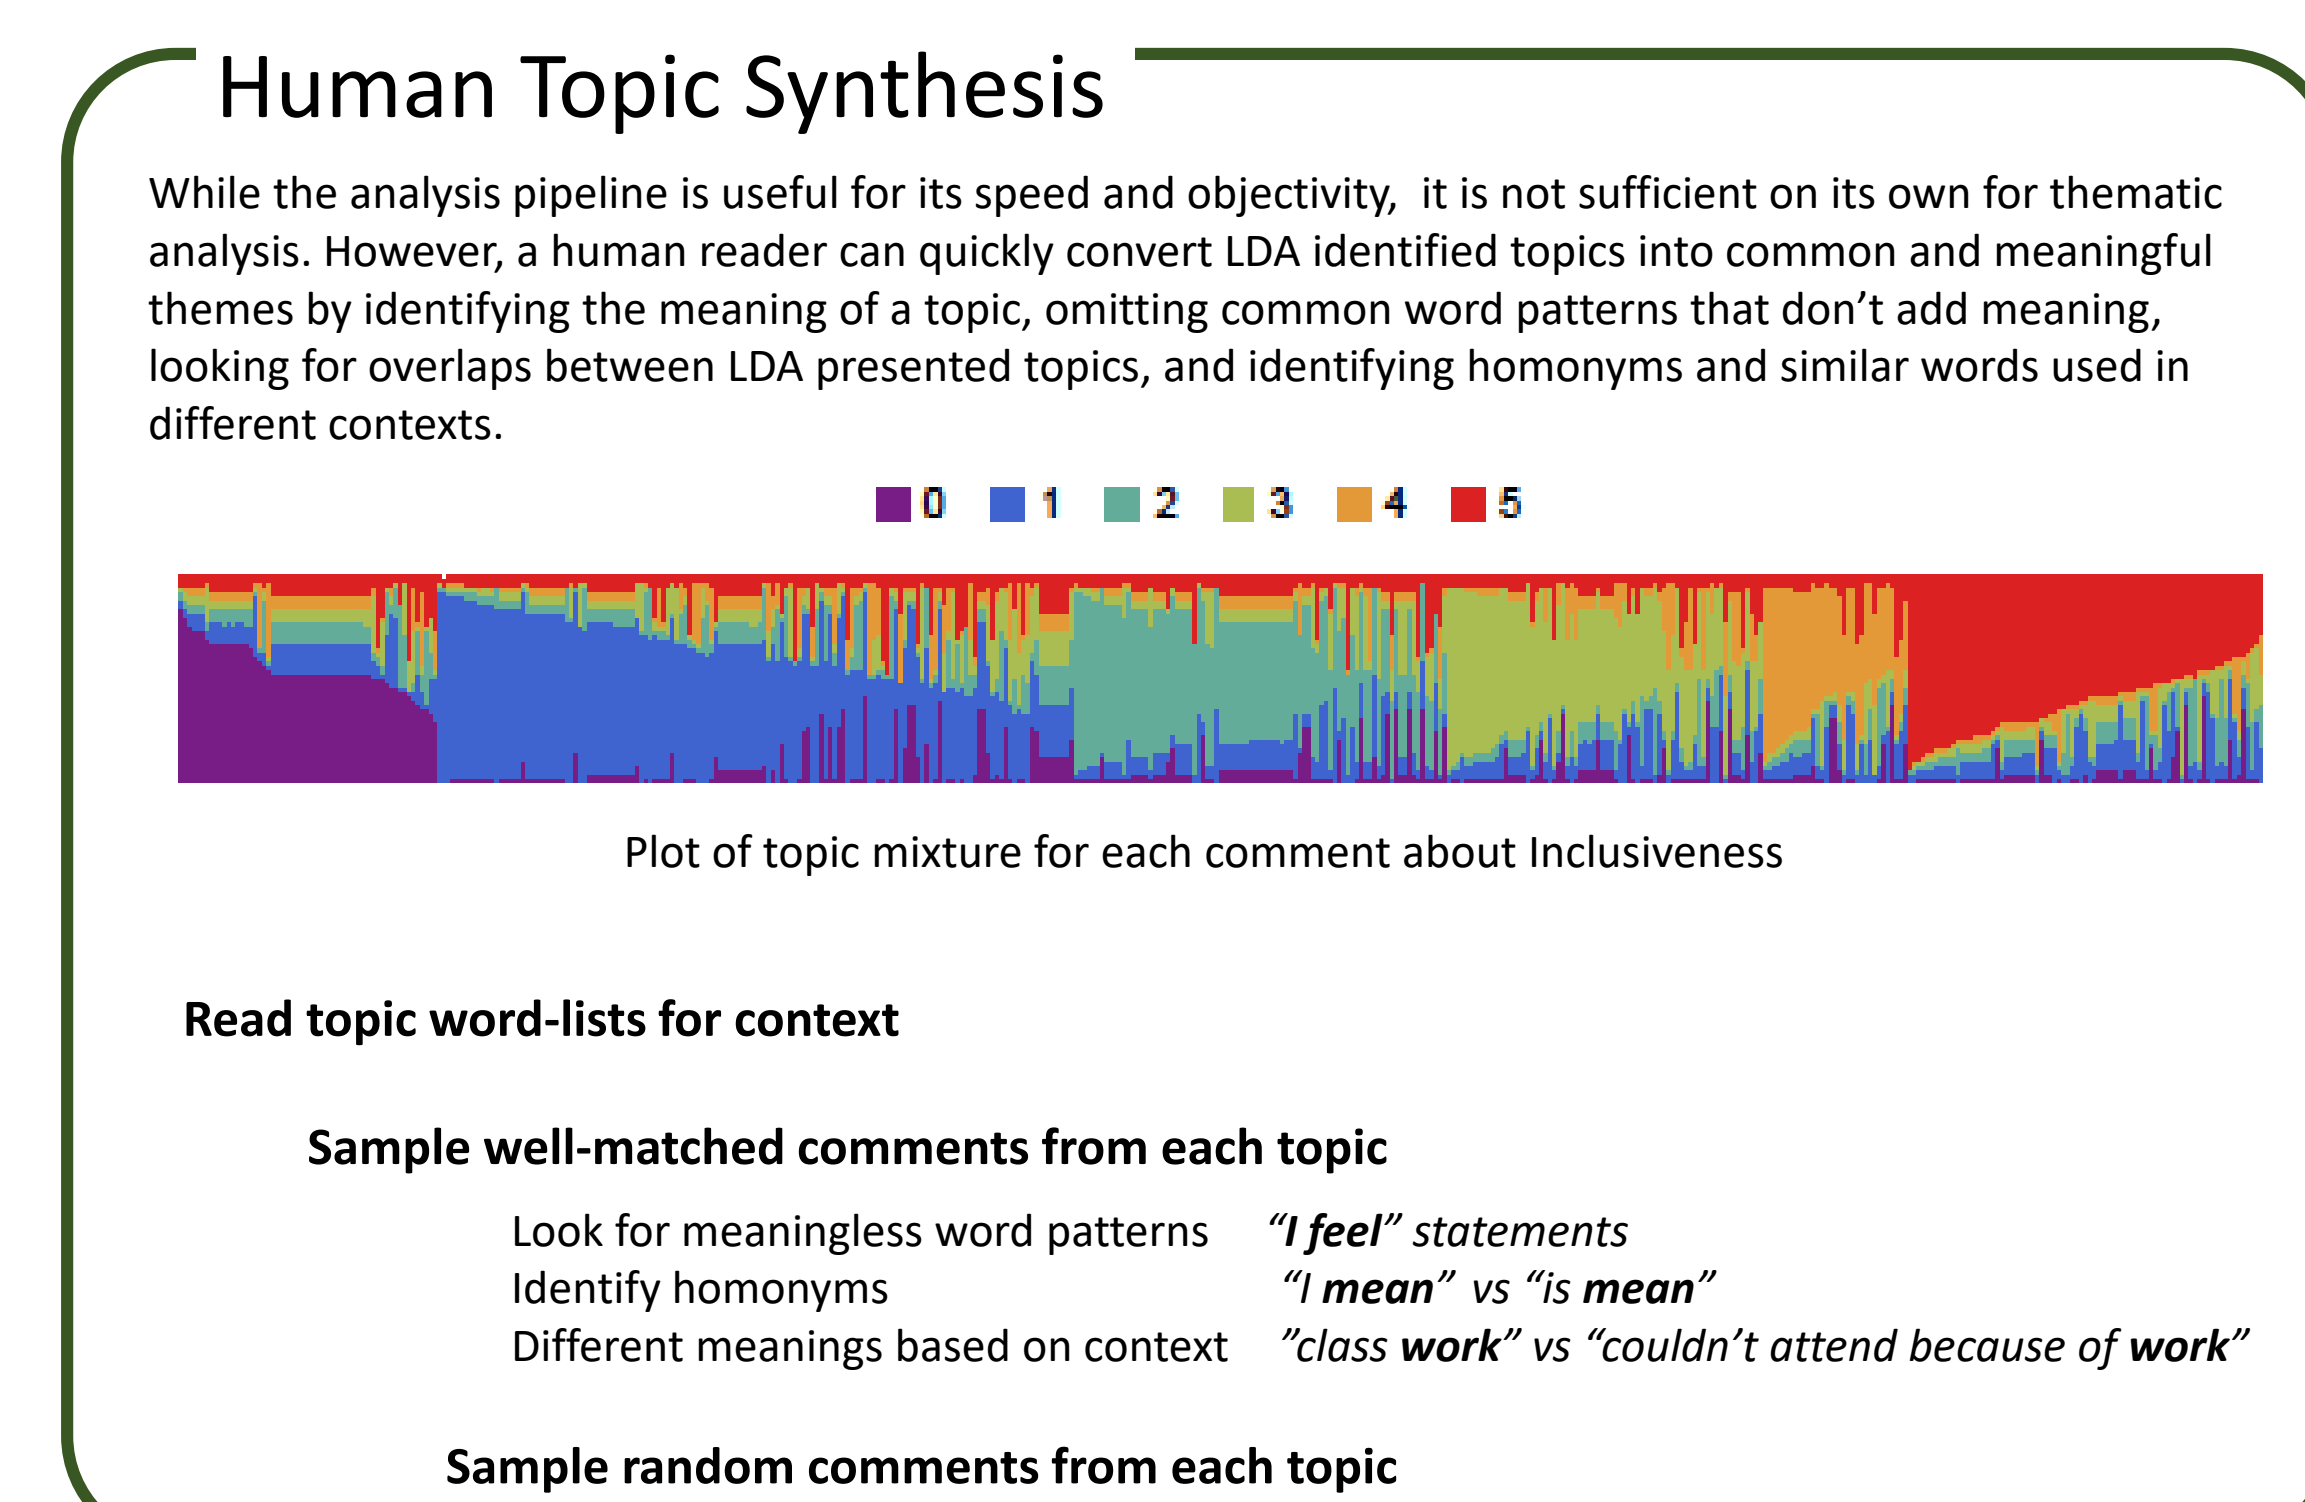 Human Topic Synthesis
While the analysis pipeline is useful for its speed and objectivity,  it is not sufficient on its own for thematic
analysis. However, a human reader can quickly convert LDA identified topics into common and meaningful
themes by identifying the meaning of a topic, omitting common word patterns that don’t add meaning,
looking for overlaps between LDA presented topics, and identifying homonyms and similar words used in
different contexts.
0 1 2 3 4 5
Plot of topic mixture for each comment about Inclusiveness
Read topic word-lists for context
Sample well-matched comments from each topic
Look for meaningless word patterns “I feel” statements
Identify homonyms “I mean” vs “is mean”
Different meanings based on context ”class work” vs “couldn’t attend because of work”
Sample random comments from each topic